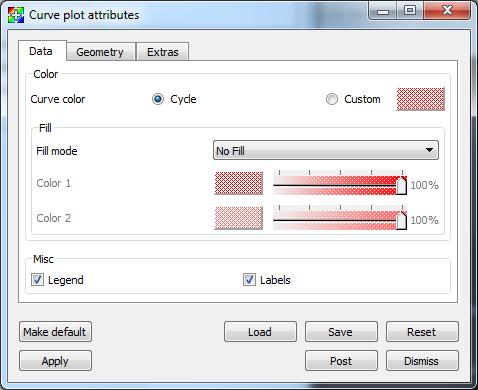 Curve plot attributes
Data Geometry Extras
Color
Curve color Cycle Custom
Fill
Fill mode No Fill
Color 1 100%
Color 2 100%
Misc
Legend Labels
Make default Load Save Reset
Apply Post Dismiss